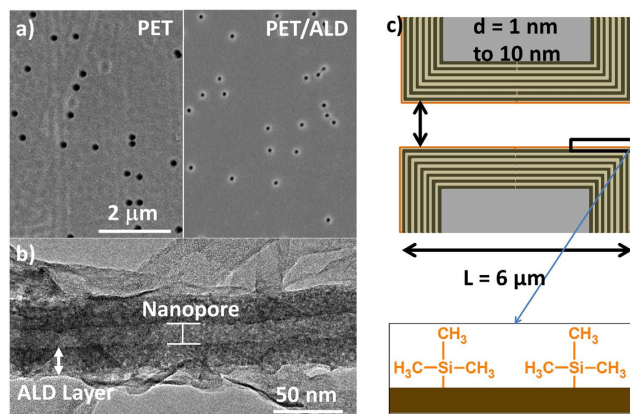 a)
PET
PET/ALD
2 µm
b)
Nanopore
ALD Layer
50 nm
c)
d = 1 nm
to 10 nm
L = 6 µm
CH₃ CH₃
H₃C—Si—CH₃ H₃C—Si—CH₃